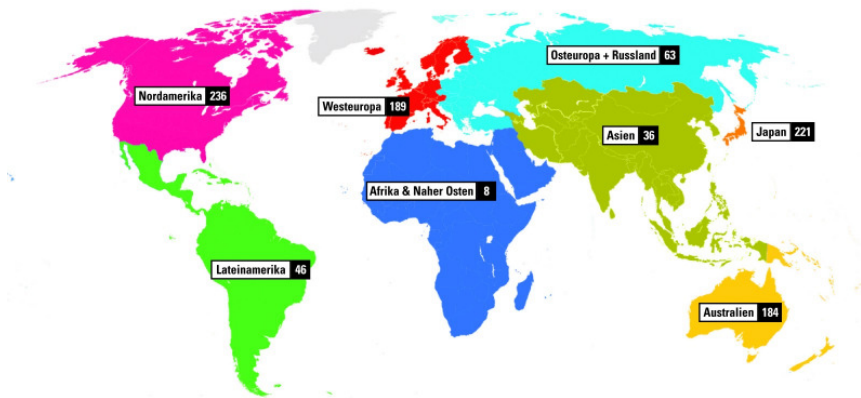 Osteuropa + Russland 63
Nordamerika 236
Westeuropa 189
Asien 36
Japan 221
Afrika & Naher Osten 8
Lateinamerika 46
Australien 184